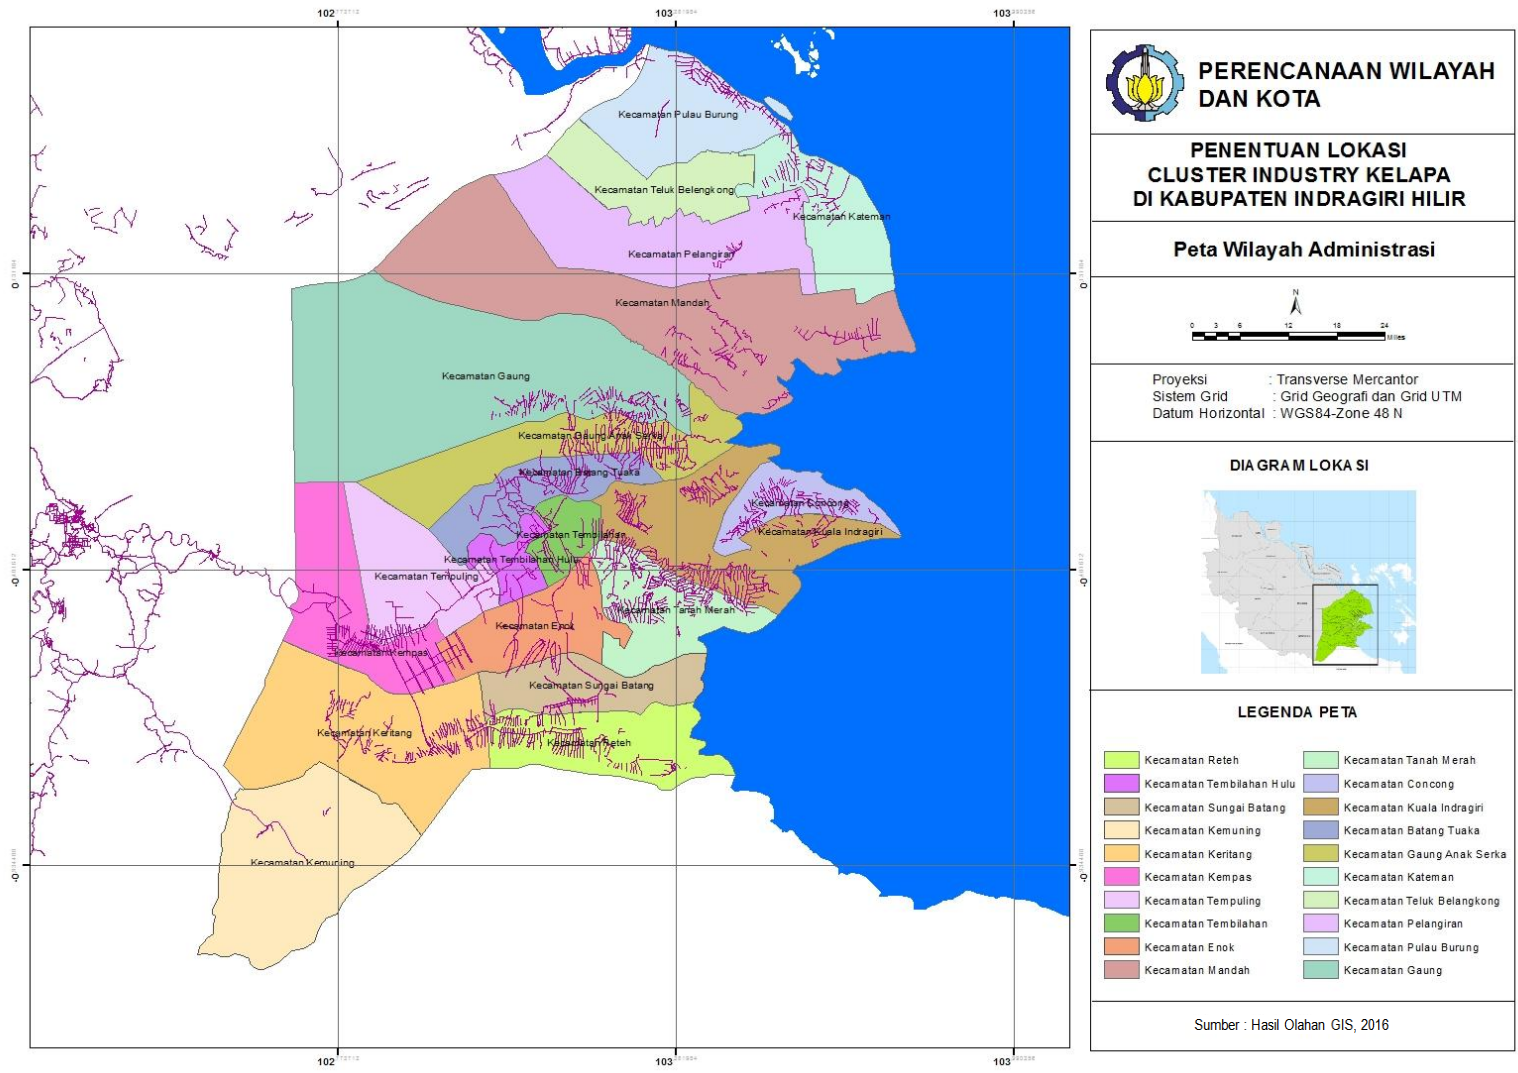 102
103
103
Kecamatan Pulau Burung
Kecamatan Teluk Belengkong
Kecamatan Kateman
Kecamatan Pelangiran
Kecamatan Mandah
Kecamatan Gaung
Kecamatan Gaung Anak Serka
Kecamatan Batang Tuaka
Kecamatan Concong
Kecamatan Kuala Indragiri
Kecamatan Tembilahan
Kecamatan Tembilahan Hulu
Kecamatan Tempuling
Kecamatan Tanah Merah
Kecamatan Enok
Kecamatan Kempas
Kecamatan Sungai Batang
Kecamatan Keritang
Kecamatan Reteh
Kecamatan Kemuning
0
-0
-0
0
-0
-0
102
103
103
PERENCANAAN WILAYAH
DAN KOTA
PENENTUAN LOKASI
CLUSTER INDUSTRY KELAPA
DI KABUPATEN INDRAGIRI HILIR
Peta Wilayah Administrasi
N
0 3 6 12 18 24
Miles
Proyeksi : Transverse Mercantor
Sistem Grid : Grid Geografi dan Grid UTM
Datum Horizontal : WGS84-Zone 48 N
DIAGRAM LOKASI
LEGENDA PETA
Kecamatan Reteh
Kecamatan Tembilahan Hulu
Kecamatan Sungai Batang
Kecamatan Kemuning
Kecamatan Keritang
Kecamatan Kempas
Kecamatan Tempuling
Kecamatan Tembilahan
Kecamatan Enok
Kecamatan Mandah
Kecamatan Tanah Merah
Kecamatan Concong
Kecamatan Kuala Indragiri
Kecamatan Batang Tuaka
Kecamatan Gaung Anak Serka
Kecamatan Kateman
Kecamatan Teluk Belangkong
Kecamatan Pelangiran
Kecamatan Pulau Burung
Kecamatan Gaung
Sumber : Hasil Olahan GIS, 2016